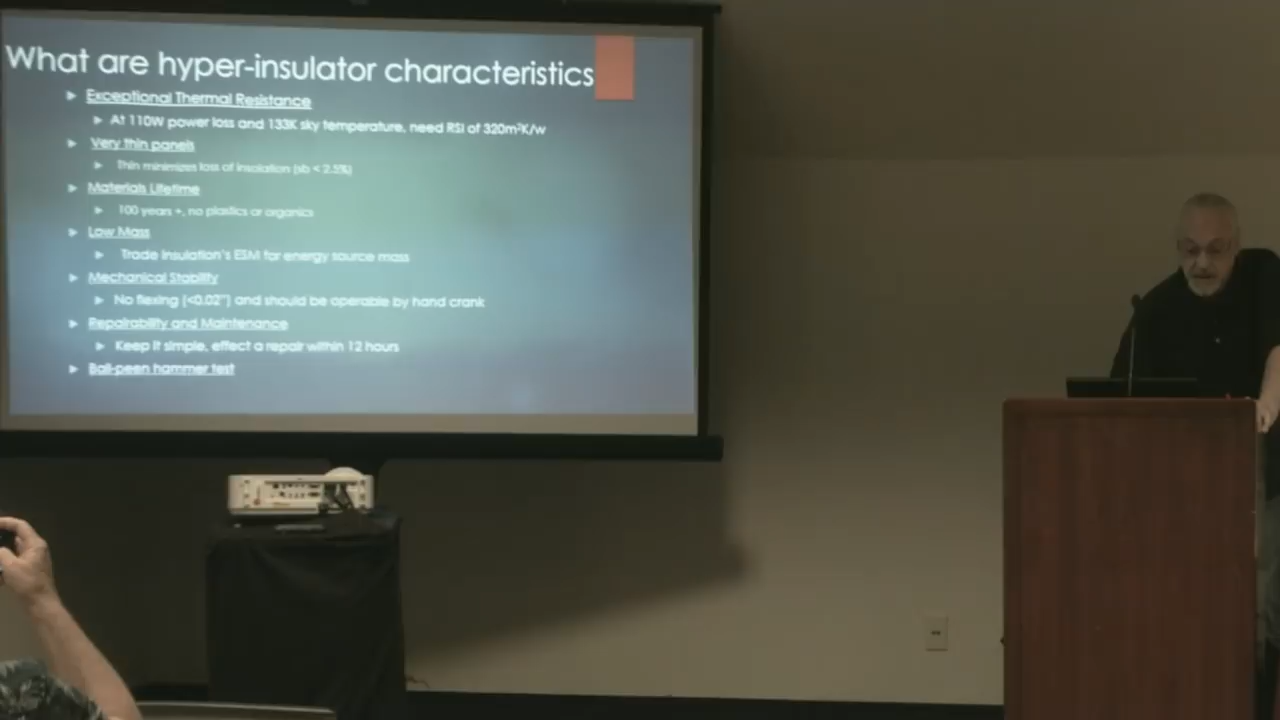 What are hyper-insulator characteristics
Exceptional Thermal Resistance
At 110W power loss and 133K sky temperature, need RSI of 320m²K/w
Very thin panels
Thin minimizes loss of insolation (sb < 2.5%)
Materials Lifetime
100 years +, no plastics or organics
Low Mass
Trade insulation's ESM for energy source mass
Mechanical Stability
No flexing (<0.02") and should be operable by hand crank
Repairability and Maintenance
Keep it simple, effect a repair within 12 hours
Ball-peen hammer test